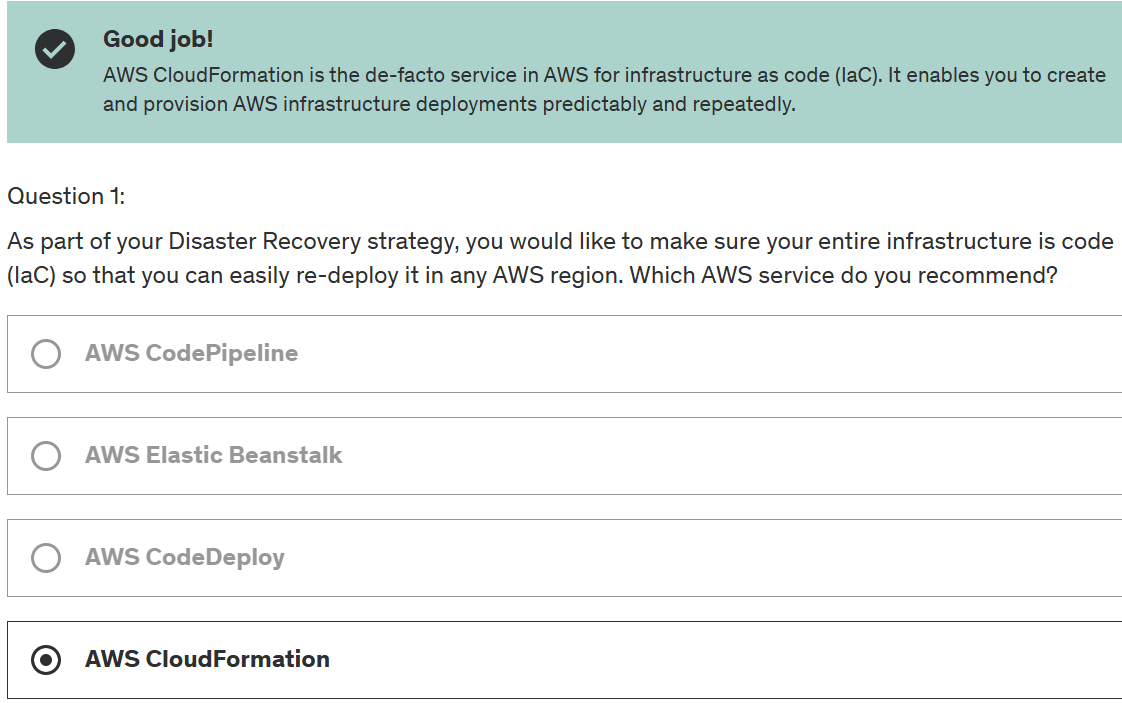 Good job!
AWS CloudFormation is the de-facto service in AWS for infrastructure as code (IaC). It enables you to create
and provision AWS infrastructure deployments predictably and repeatedly.
Question 1:
As part of your Disaster Recovery strategy, you would like to make sure your entire infrastructure is code
(IaC) so that you can easily re-deploy it in any AWS region. Which AWS service do you recommend?
AWS CodePipeline
AWS Elastic Beanstalk
AWS CodeDeploy
AWS CloudFormation